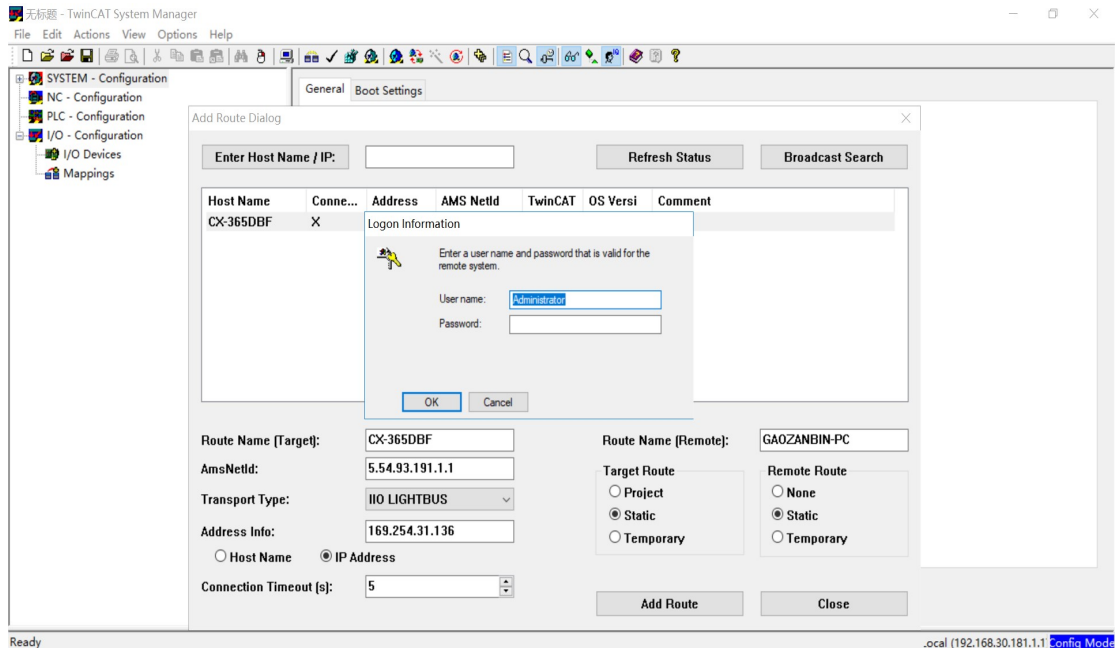 无标题 - TwinCAT System Manager
File Edit Actions View Options Help
SYSTEM - Configuration
NC - Configuration
PLC - Configuration
I/O - Configuration
I/O Devices
Mappings
General Boot Settings
Add Route Dialog
Enter Host Name / IP: Refresh Status Broadcast Search
Host Name Conne... Address AMS NetId TwinCAT OS Versi Comment
CX-365DBF X
Logon Information
Enter a user name and password that is valid for the
remote system.
User name: Administrator
Password:
OK Cancel
Route Name (Target): CX-365DBF Route Name (Remote): GAOZANBIN-PC
AmsNetId: 5.54.93.191.1.1
Target Route Remote Route
Transport Type: IIO LIGHTBUS
Project None
Static Static
Address Info: 169.254.31.136
Temporary Temporary
Host Name IP Address
Connection Timeout (s): 5
Add Route Close
Ready ocal (192.168.30.181.1.1 Config Mode